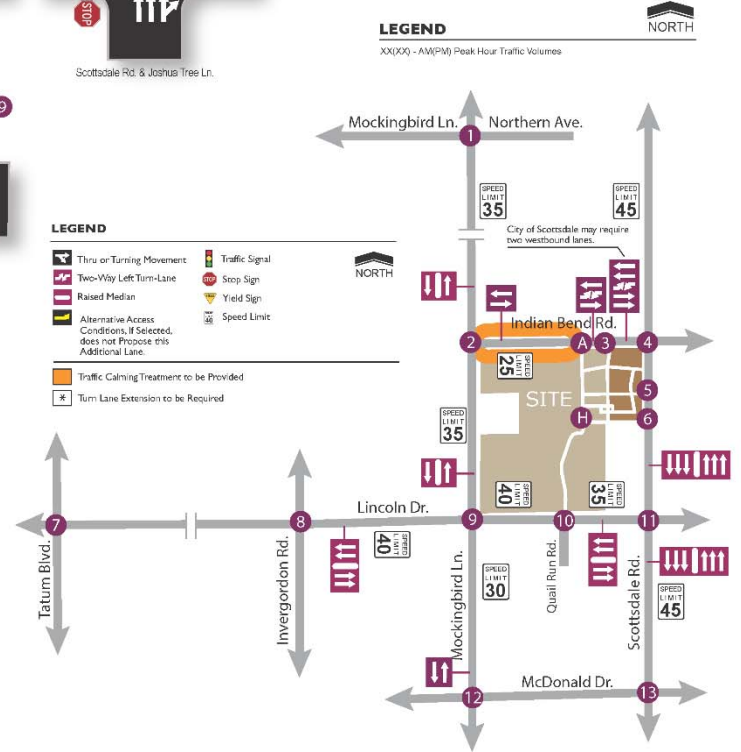 STOP
Scottsdale Rd. & Joshua Tree Ln.
LEGEND
NORTH
XX(XX) - AM(PM) Peak Hour Traffic Volumes
9
Mockingbird Ln.
1
Northern Ave.
SPEED LIMIT 35
SPEED LIMIT 45
City of Scottsdale may require
two westbound lanes.
LEGEND
Thru or Turning Movement
Two-Way Left Turn-Lane
Raised Median
Alternative Access
Conditions, If Selected,
does not Propose this
Additional Lane.
Traffic Signal
STOP
Stop Sign
Yield Sign
Speed Limit
NORTH
Traffic Calming Treatment to be Provided
* Turn Lane Extension to be Required
Indian Bend Rd.
2
A
3
4
SPEED LIMIT 25
SITE
5
H
6
SPEED LIMIT 35
SPEED LIMIT 40
SPEED LIMIT 35
Lincoln Dr.
7
8
9
10
11
SPEED LIMIT 40
Tatum Blvd.
Invergordon Rd.
Mockingbird Ln.
SPEED LIMIT 30
Quail Run Rd.
Scottsdale Rd.
SPEED LIMIT 45
McDonald Dr.
12
13